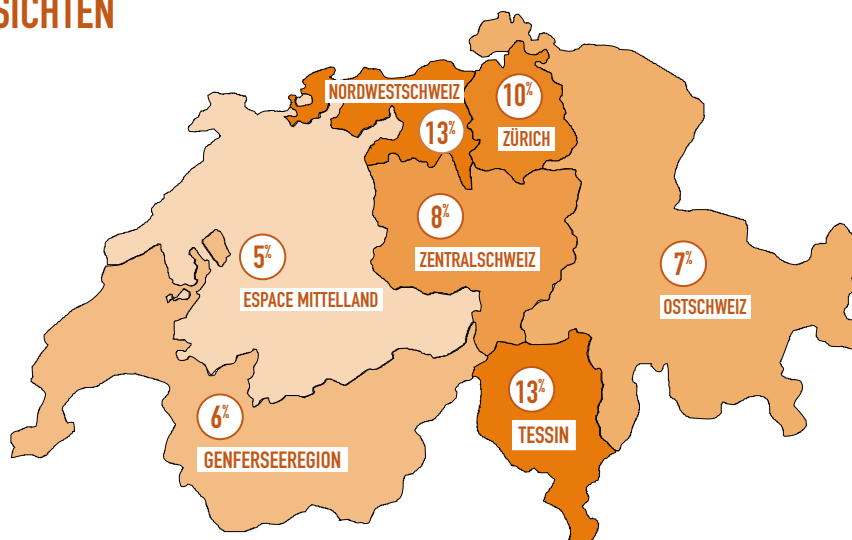 SICHTEN
NORDWESTSCHWEIZ
13%
10%
ZÜRICH
8%
ZENTRALSCHWEIZ
5%
ESPACE MITTELLAND
7%
OSTSCHWEIZ
13%
TESSIN
6%
GENFERSEEREGION